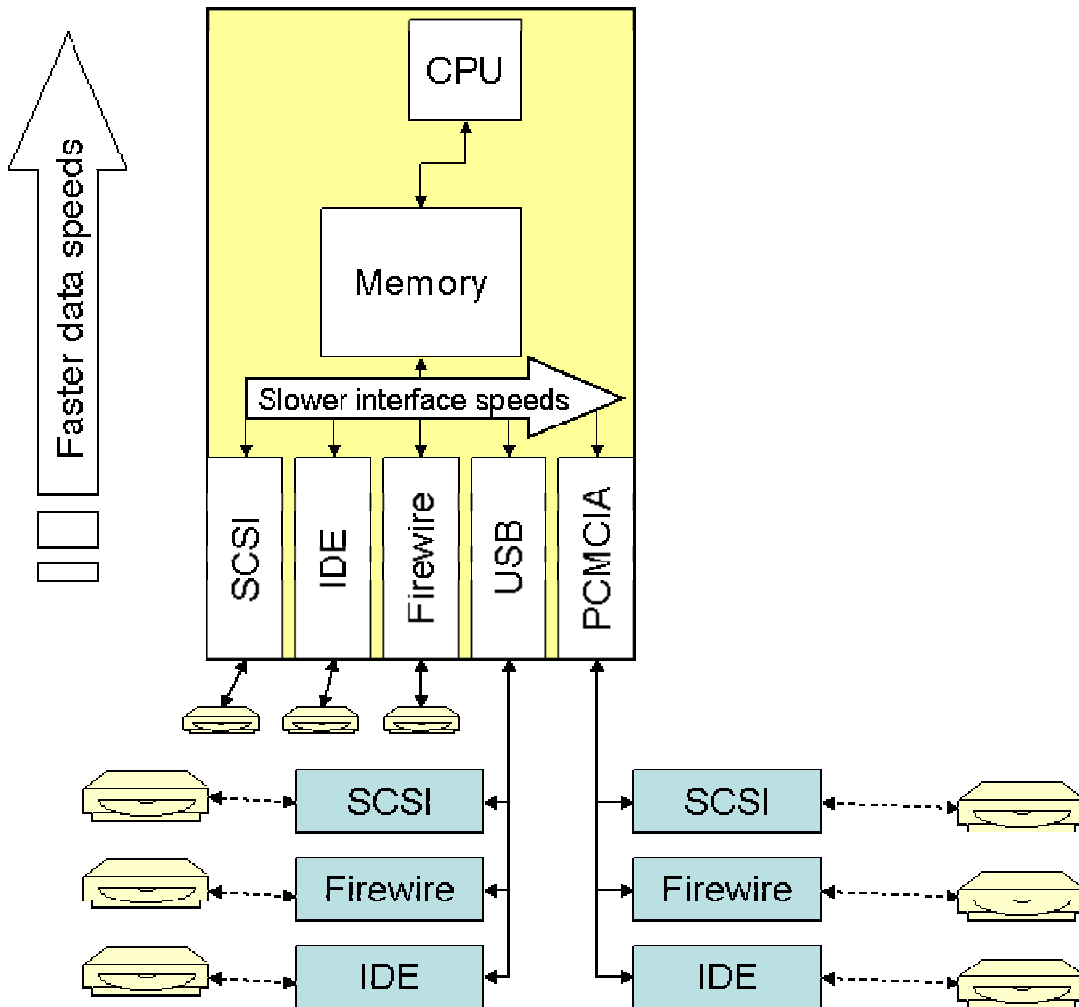 CPU
Faster data speeds
Memory
Slower interface speeds
SCSI
IDE
Firewire
USB
PCMCIA
SCSI
SCSI
Firewire
Firewire
IDE
IDE